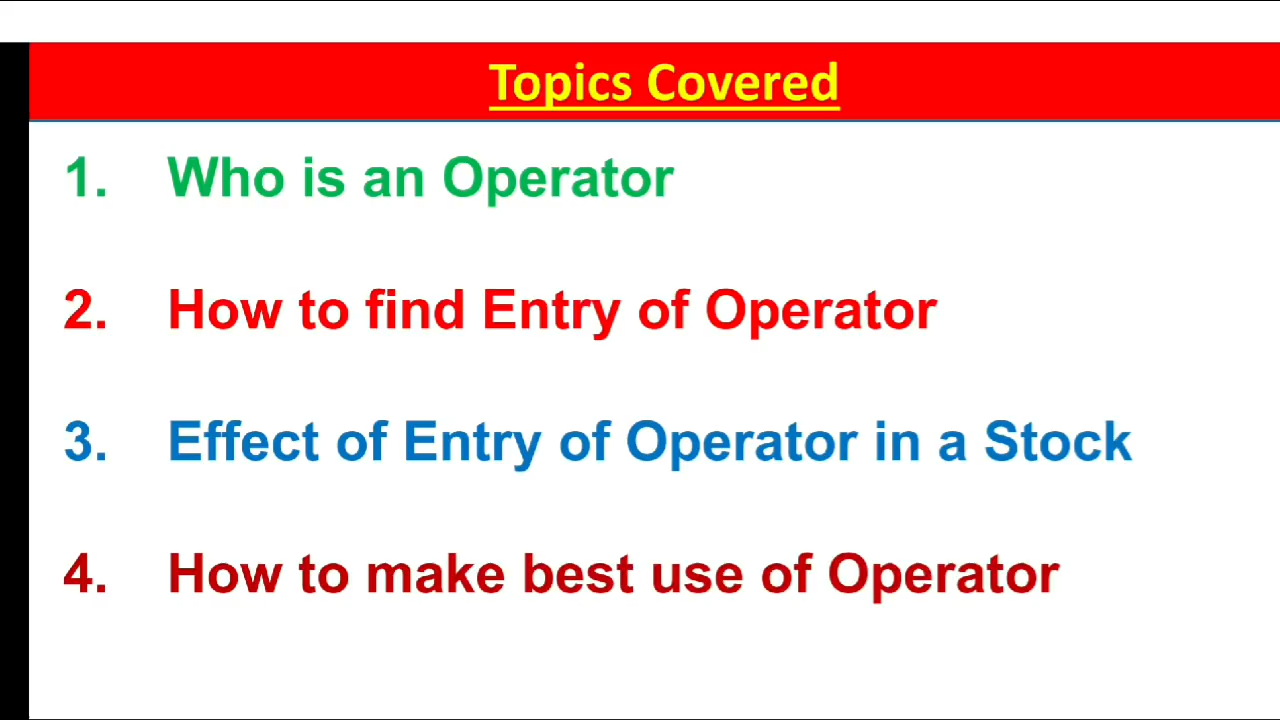 Topics Covered
1. Who is an Operator
2. How to find Entry of Operator
3. Effect of Entry of Operator in a Stock
4. How to make best use of Operator